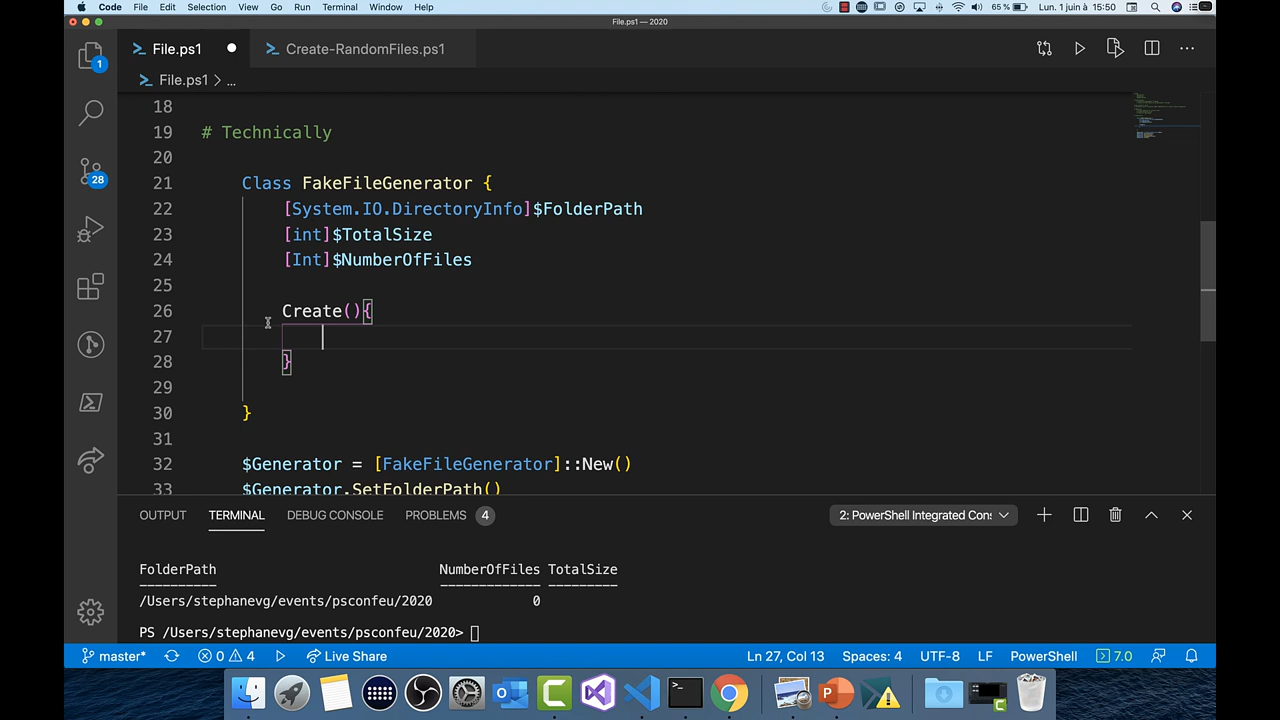 Code File Edit Selection View Go Run Terminal Window Help 65 % Lun. 1 juin à 15:50
File.ps1 — 2020
File.ps1 Create-RandomFiles.ps1
File.ps1 > ...
18
19 # Technically
20
21 Class FakeFileGenerator {
22 [System.IO.DirectoryInfo]$FolderPath
23 [int]$TotalSize
24 [Int]$NumberOfFiles
25
26 Create(){
27
28 }
29
30 }
31
32 $Generator = [FakeFileGenerator]::New()
33 $Generator.SetFolderPath()
1
28
OUTPUT TERMINAL DEBUG CONSOLE PROBLEMS 4 2: PowerShell Integrated Con
FolderPath NumberOfFiles TotalSize
---------- ------------- ---------
/Users/stephanevg/events/psconfeu/2020 0
PS /Users/stephanevg/events/psconfeu/2020>
master* 0 4 Live Share Ln 27, Col 13 Spaces: 4 UTF-8 LF PowerShell 7.0